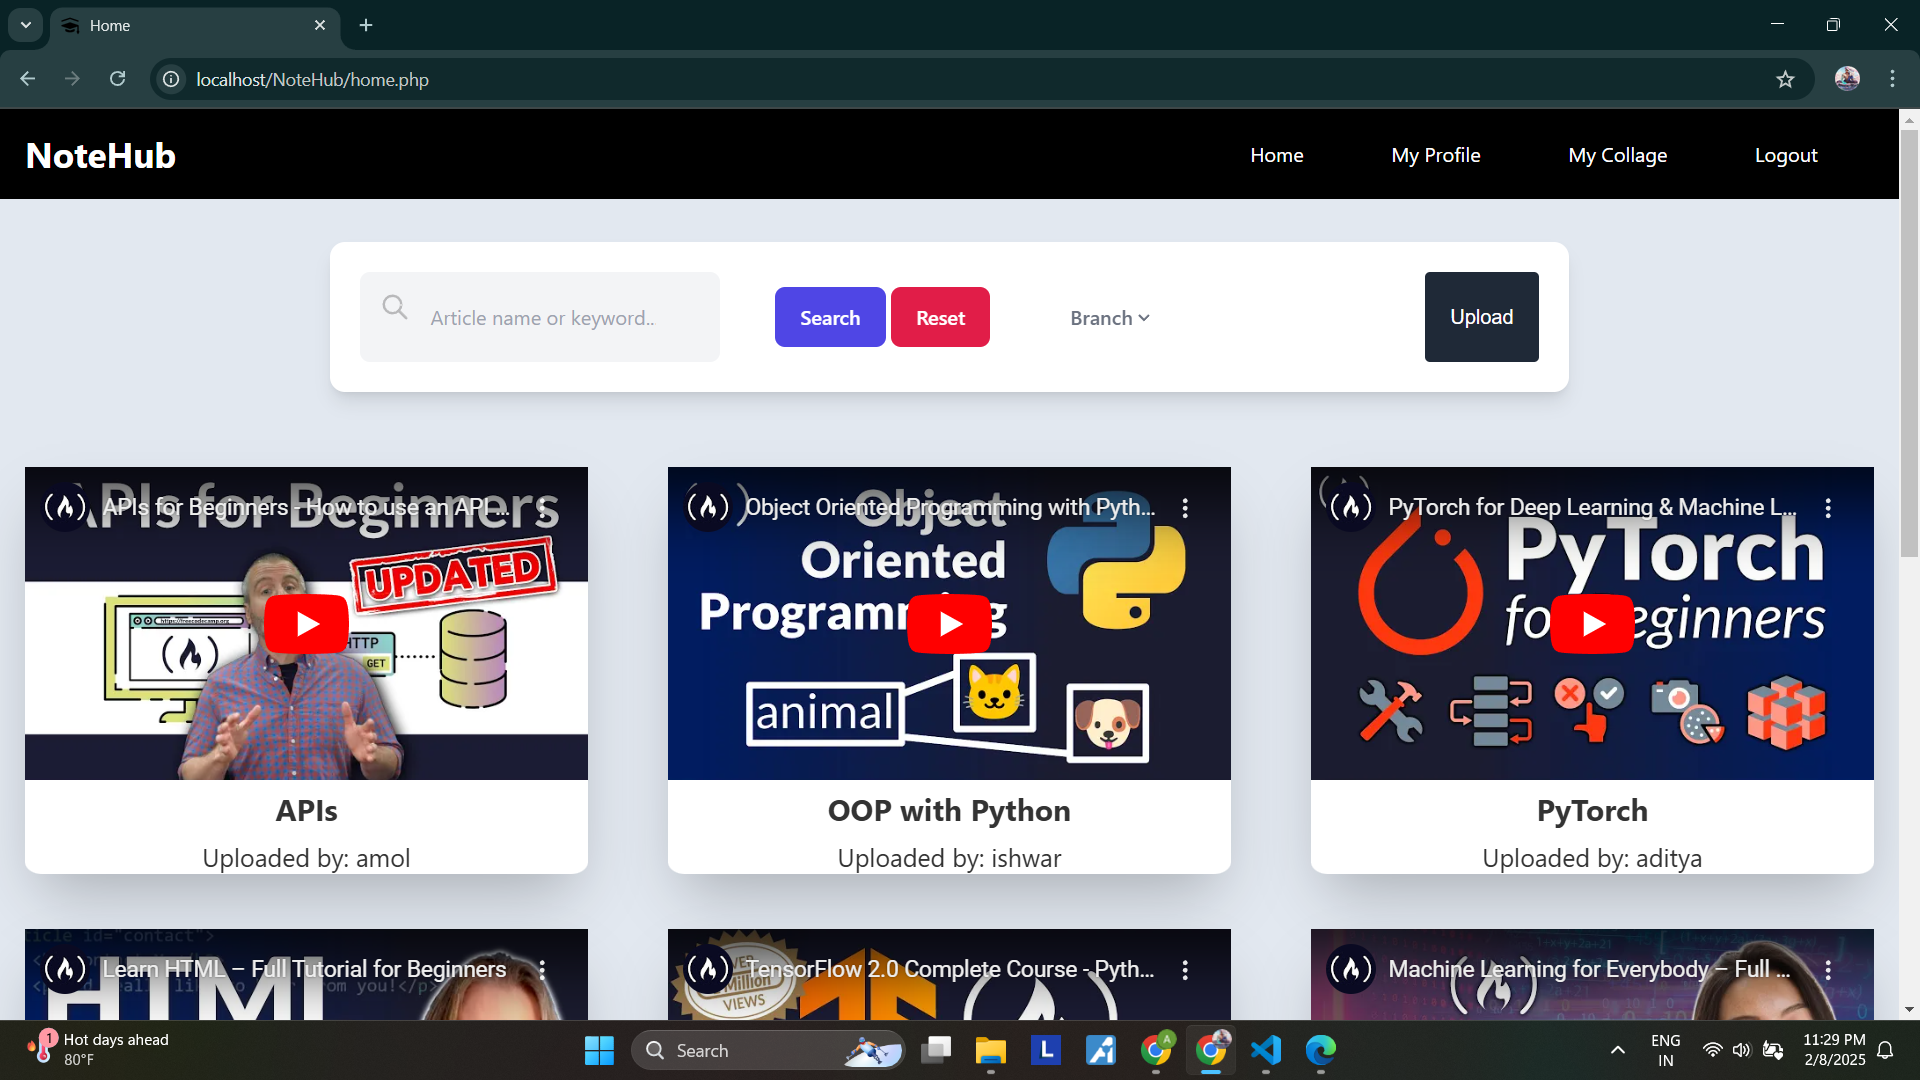 Home
localhost/NoteHub/home.php
NoteHub
Home
My Profile
My Collage
Logout
Article name or keyword..
Search
Reset
Branch
Upload
APIs for Beginners - How to use an API ...
APIs for Beginners
UPDATED
https://freecodecamp.org
HTTP
GET
Object Oriented Programming with Pyth...
Object
Oriented
Programming
animal
PyTorch for Deep Learning & Machine L...
PyTorch
for Beginners
APIs
Uploaded by: amol
OOP with Python
Uploaded by: ishwar
PyTorch
Uploaded by: aditya
Learn HTML – Full Tutorial for Beginners
HTML
TensorFlow 2.0 Complete Course - Pyth...
Million
VIEWS
Machine Learning for Everybody – Full ...
1
Hot days ahead
80°F
Search
L
A
ENG
IN
11:29 PM
2/8/2025